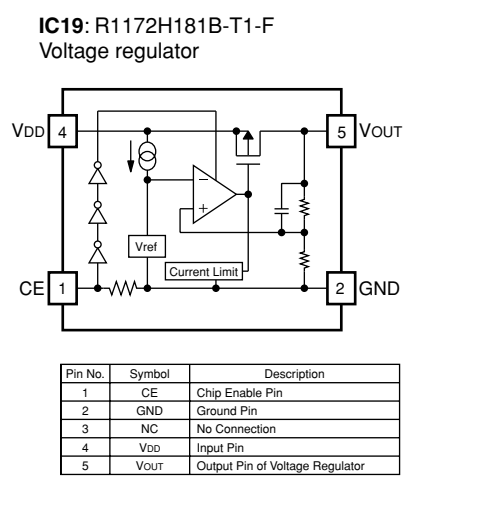 IC19: R1172H181B-T1-F
Voltage regulator
VDD 4
5 VOUT
−
+
Vref
Current Limit
CE 1
2 GND
Pin No. Symbol Description
1 CE Chip Enable Pin
2 GND Ground Pin
3 NC No Connection
4 VDD Input Pin
5 VOUT Output Pin of Voltage Regulator